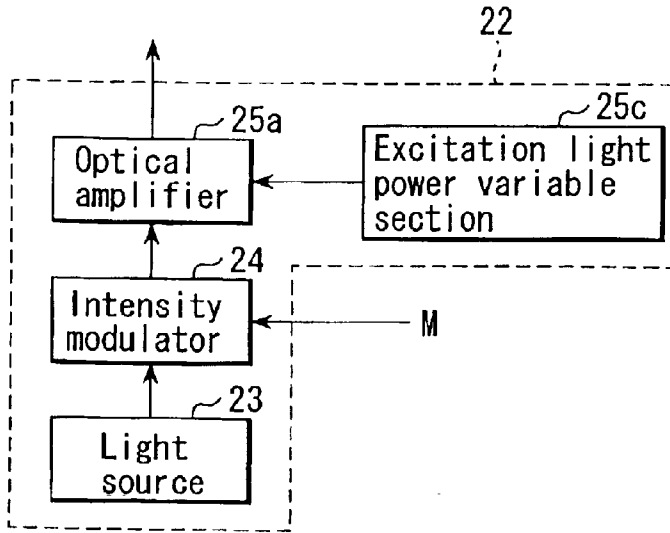 22
25a
Optical
amplifier
25c
Excitation light
power variable
section
24
Intensity
modulator
M
23
Light
source